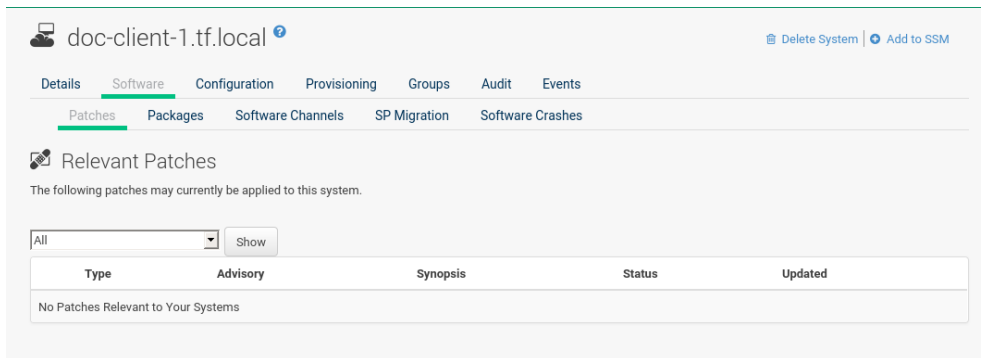 doc-client-1.tf.local ?
Delete System | Add to SSM
Details Software Configuration Provisioning Groups Audit Events
Patches Packages Software Channels SP Migration Software Crashes
Relevant Patches
The following patches may currently be applied to this system.
All Show
Type Advisory Synopsis Status Updated
No Patches Relevant to Your Systems